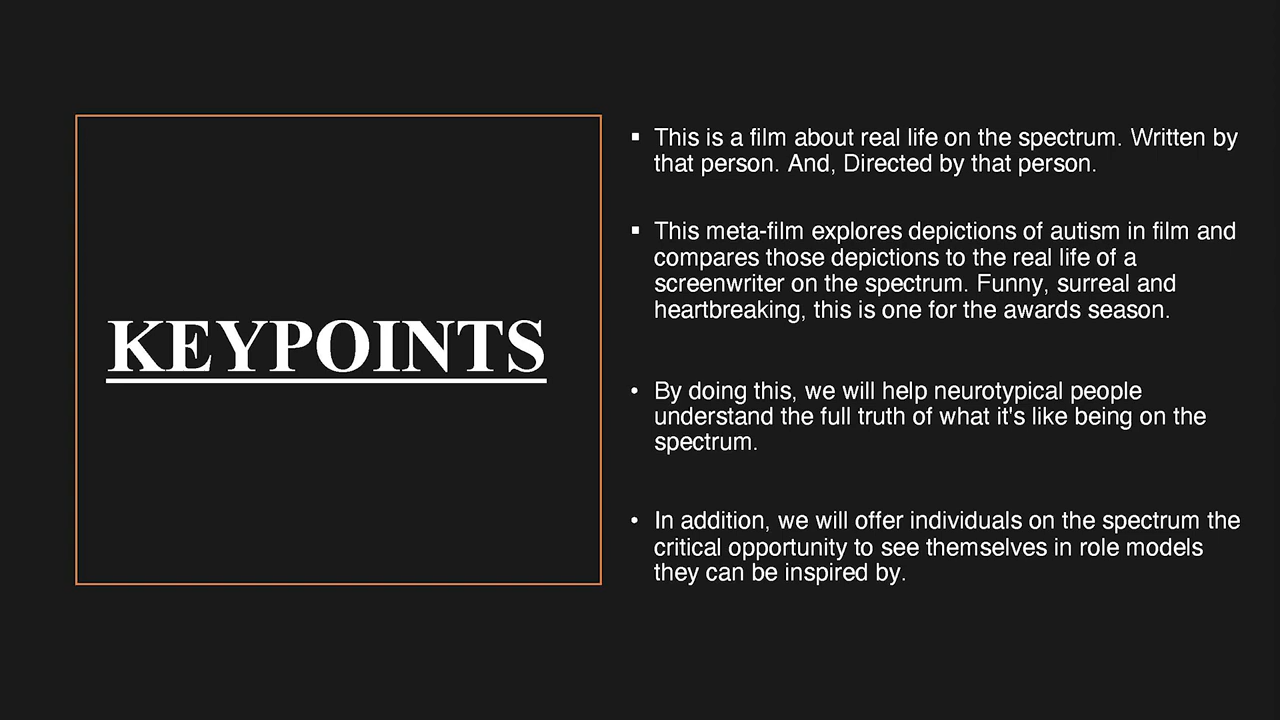 KEYPOINTS
▪ This is a film about real life on the spectrum. Written by
that person. And, Directed by that person.
▪ This meta-film explores depictions of autism in film and
compares those depictions to the real life of a
screenwriter on the spectrum. Funny, surreal and
heartbreaking, this is one for the awards season.
• By doing this, we will help neurotypical people
understand the full truth of what it's like being on the
spectrum.
• In addition, we will offer individuals on the spectrum the
critical opportunity to see themselves in role models
they can be inspired by.